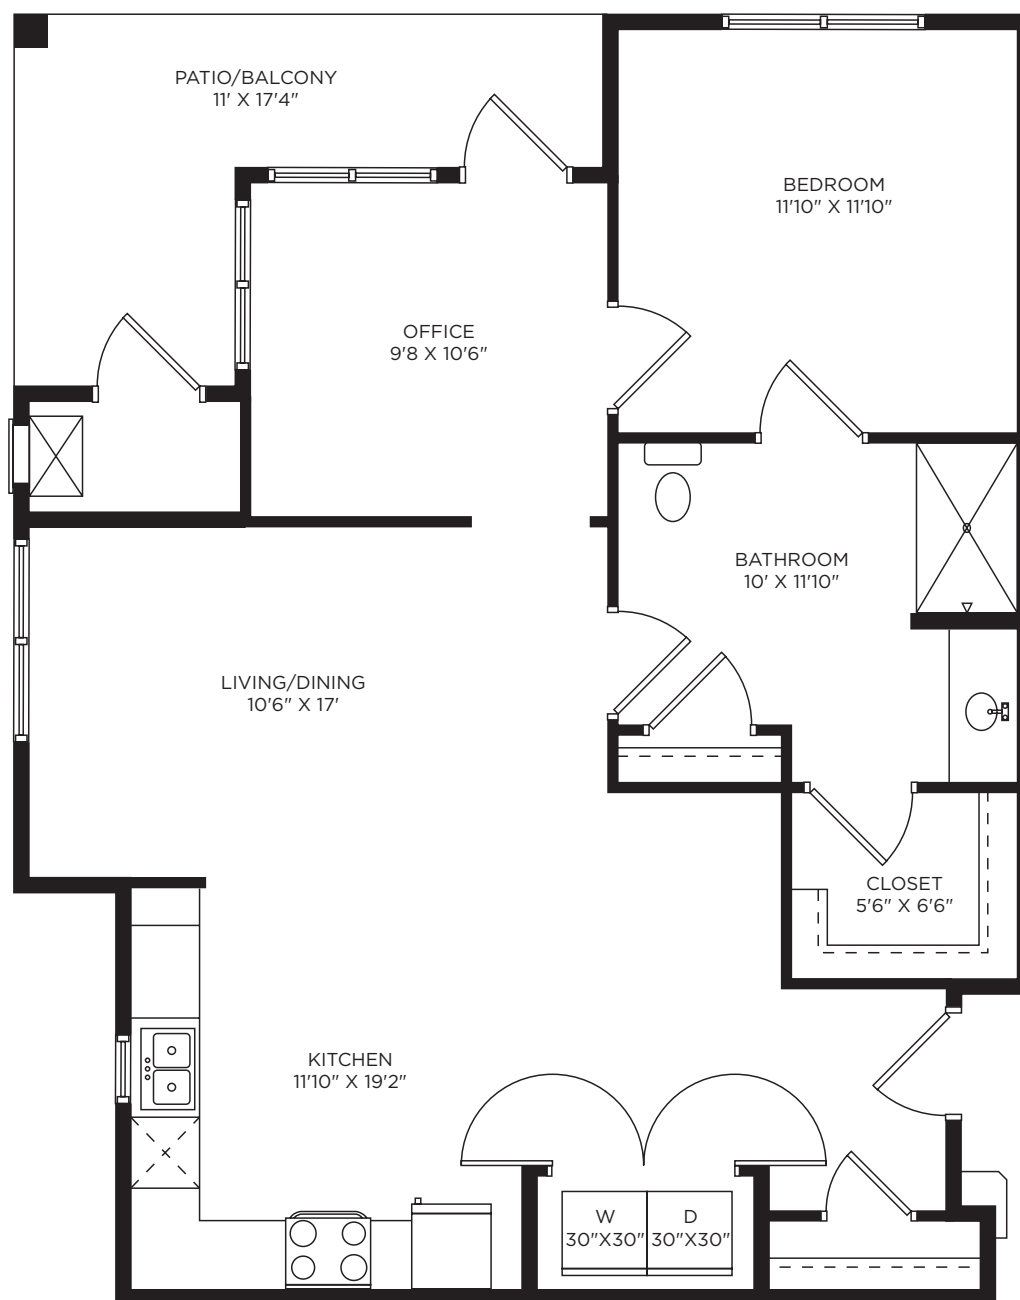 PATIO/BALCONY
11' X 17'4"
BEDROOM
11'10" X 11'10"
OFFICE
9'8 X 10'6"
BATHROOM
10' X 11'10"
LIVING/DINING
10'6" X 17'
CLOSET
5'6" X 6'6"
KITCHEN
11'10" X 19'2"
W
30"X30"
D
30"X30"